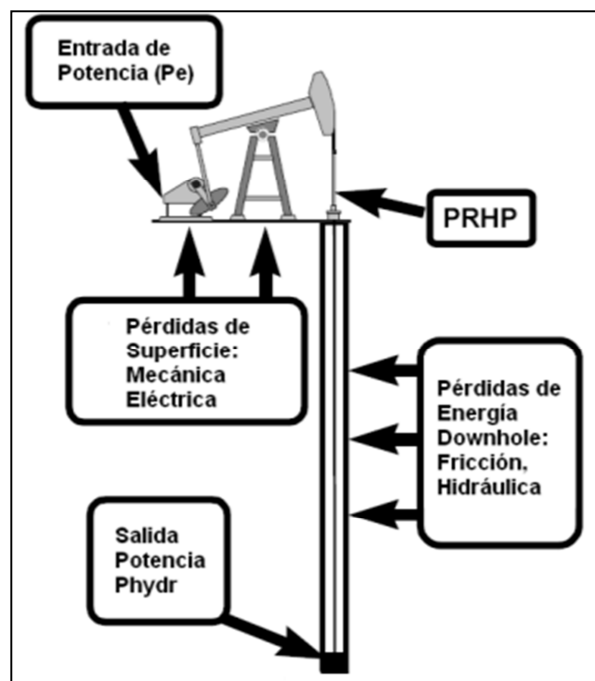 Entrada de
Potencia (Pe)
PRHP
Pérdidas de
Superficie:
Mecánica
Eléctrica
Pérdidas de
Energía
Downhole:
Fricción,
Hidráulica
Salida
Potencia
Phydr